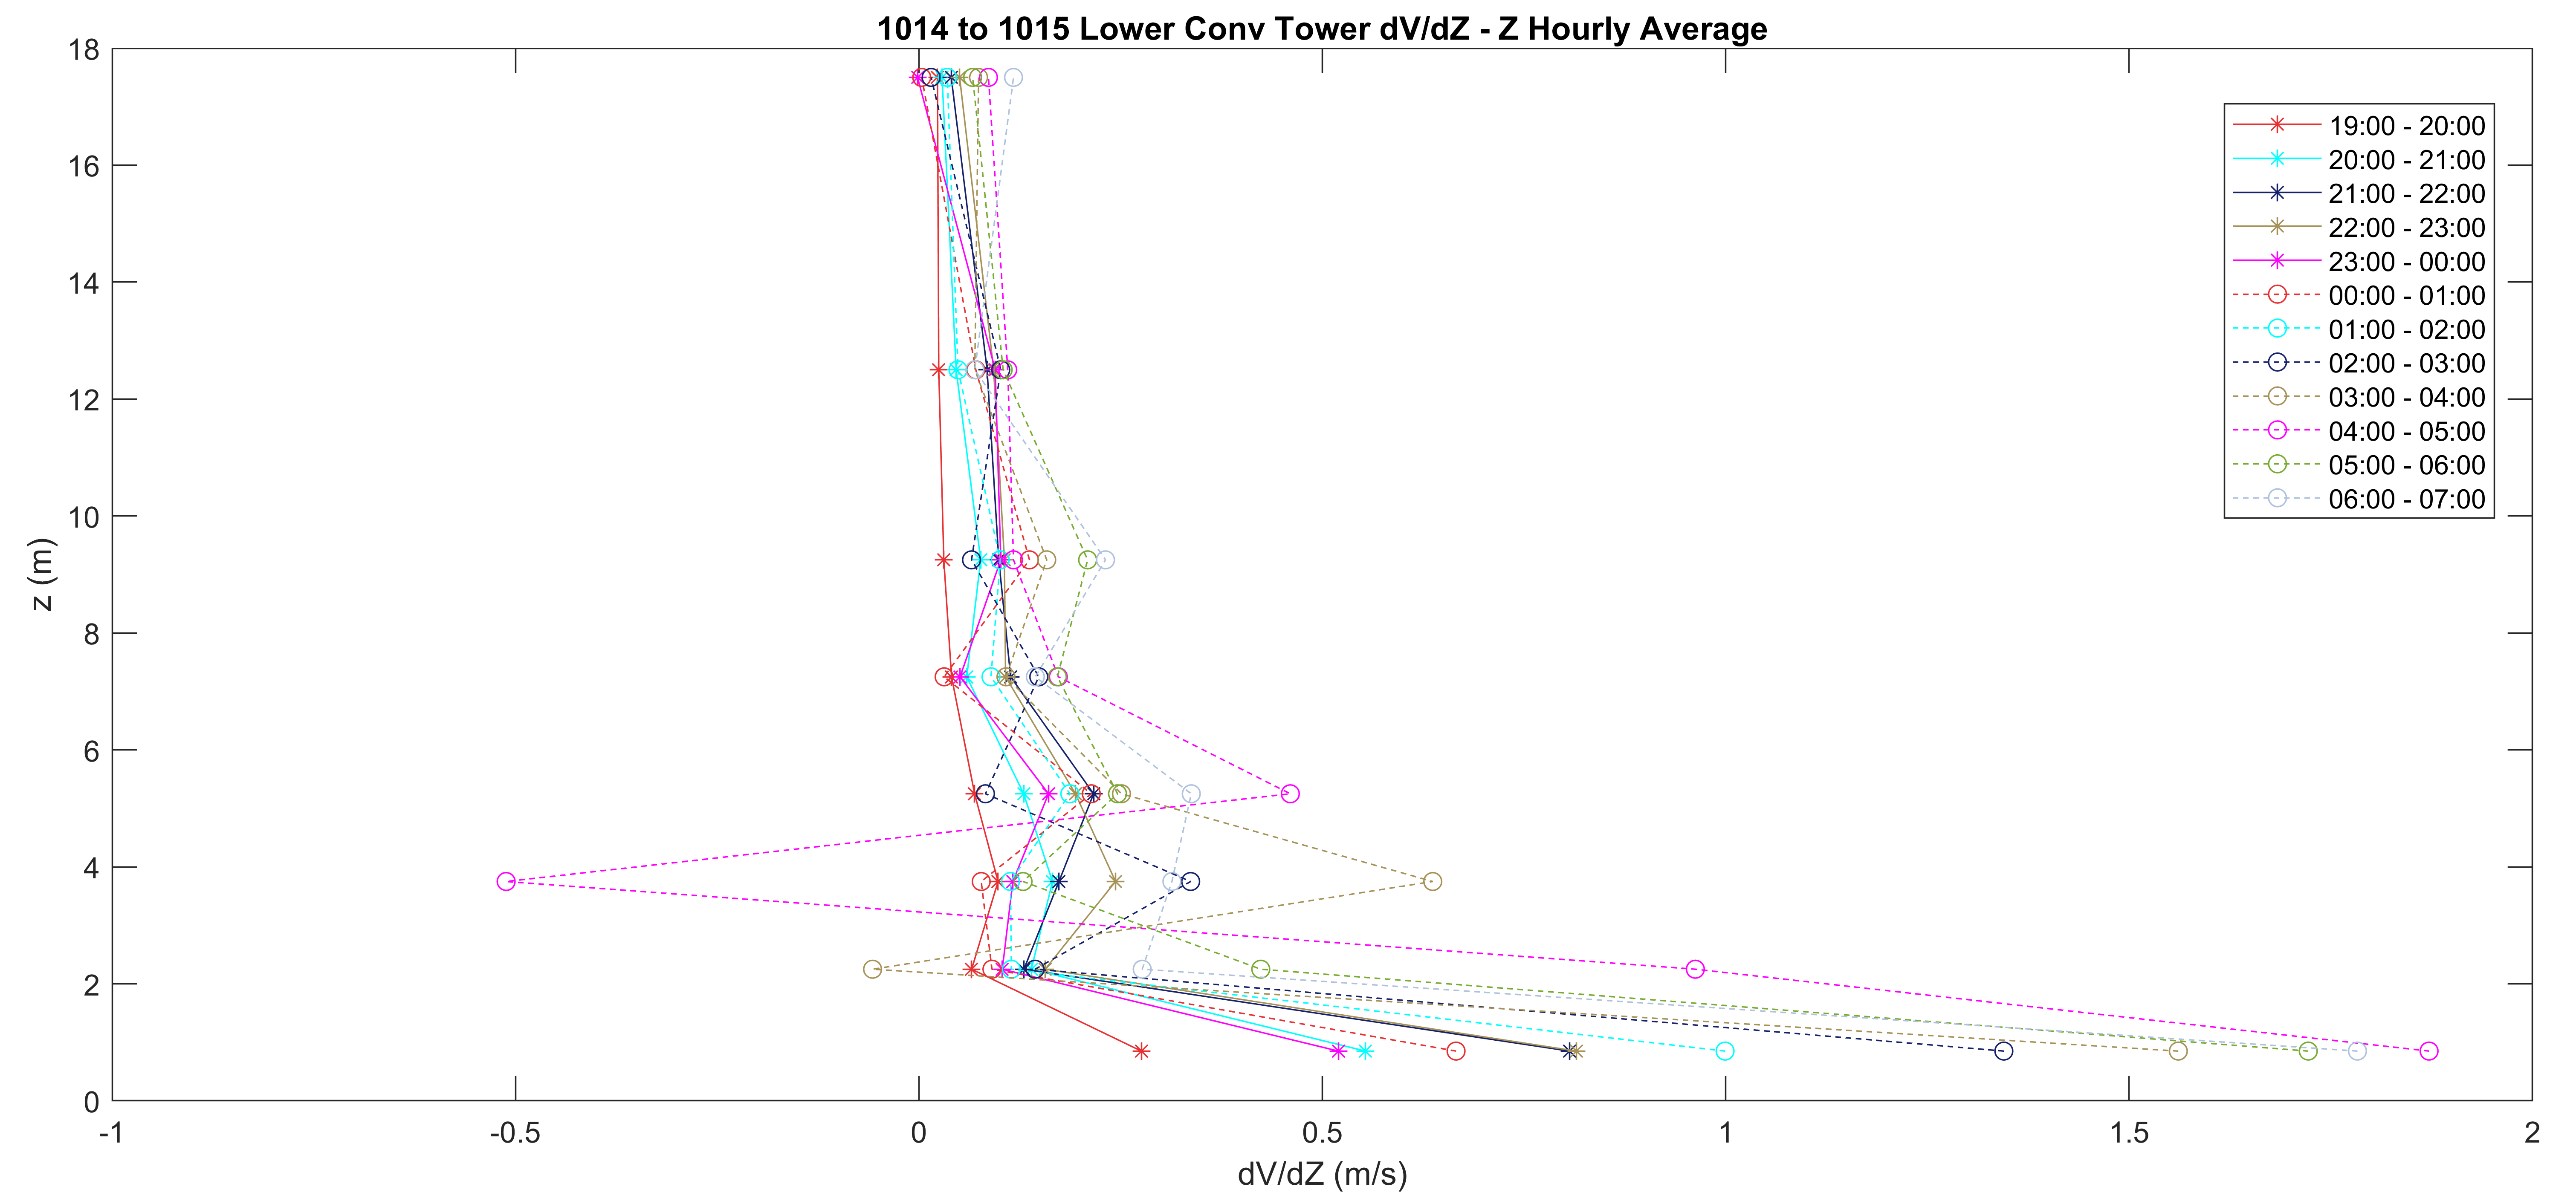 1014 to 1015 Lower Conv Tower dV/dZ - Z Hourly Average
18
16
14
12
10
8
6
4
2
0
z (m)
19:00 - 20:00
20:00 - 21:00
21:00 - 22:00
22:00 - 23:00
23:00 - 00:00
00:00 - 01:00
01:00 - 02:00
02:00 - 03:00
03:00 - 04:00
04:00 - 05:00
05:00 - 06:00
06:00 - 07:00
-1 -0.5 0 0.5 1 1.5 2
dV/dZ (m/s)